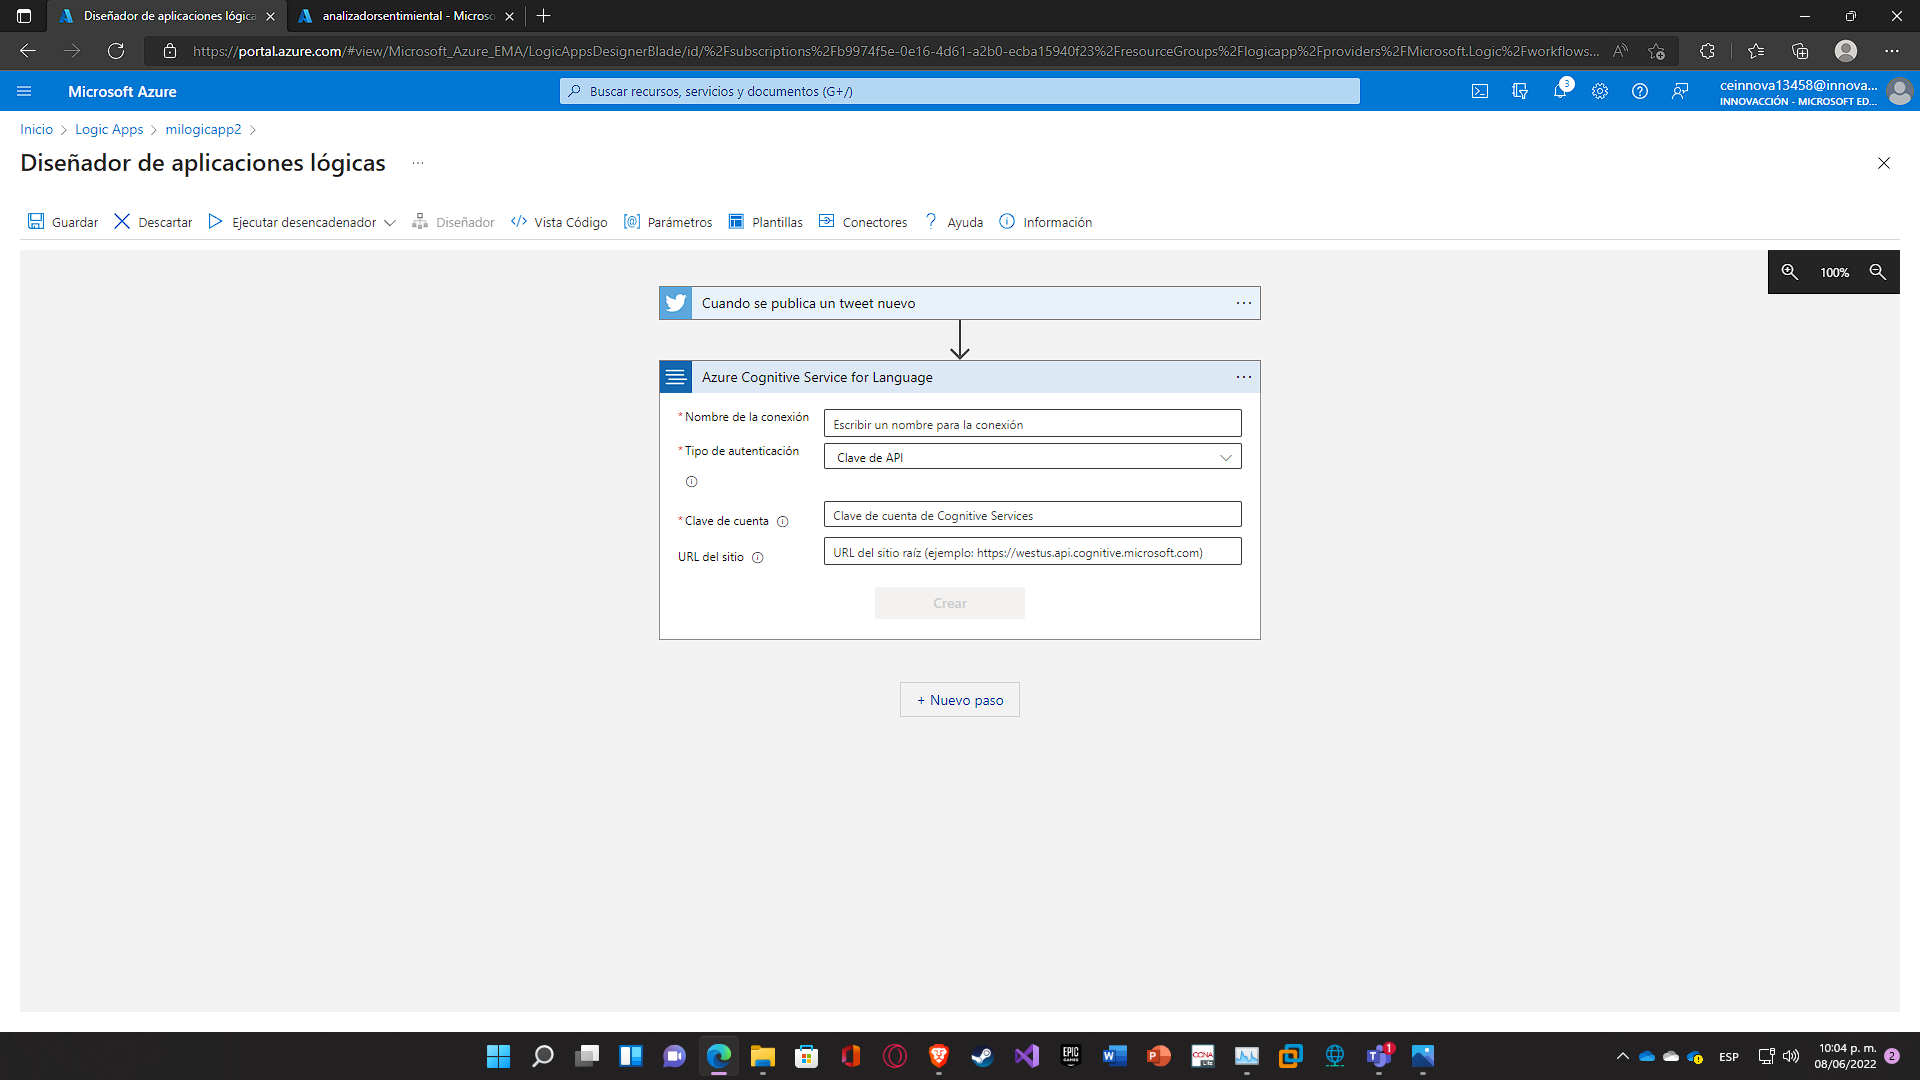 Diseñador de aplicaciones lógica
analizadorsentimiental - Microso
https://portal.azure.com/#view/Microsoft_Azure_EMA/LogicAppsDesignerBlade/id/%2Fsubscriptions%2Fb9974f5e-0e16-4d61-a2b0-ecba15940f23%2FresourceGroups%2Flogicapp%2Fproviders%2FMicrosoft.Logic%2Fworkflows...
Microsoft Azure
Buscar recursos, servicios y documentos (G+/)
3
ceinnova13458@innova...
INNOVACCIÓN - MICROSOFT ED...
Inicio > Logic Apps > milogicapp2 >
Diseñador de aplicaciones lógicas ...
Guardar Descartar Ejecutar desencadenador Diseñador Vista Código Parámetros Plantillas Conectores Ayuda Información
100%
Cuando se publica un tweet nuevo
Azure Cognitive Service for Language
*Nombre de la conexión Escribir un nombre para la conexión
*Tipo de autenticación Clave de API
*Clave de cuenta Clave de cuenta de Cognitive Services
URL del sitio URL del sitio raíz (ejemplo: https://westus.api.cognitive.microsoft.com)
Crear
+ Nuevo paso
EPIC GAMES
CCNA
1
ESP
10:04 p. m.
08/06/2022
2